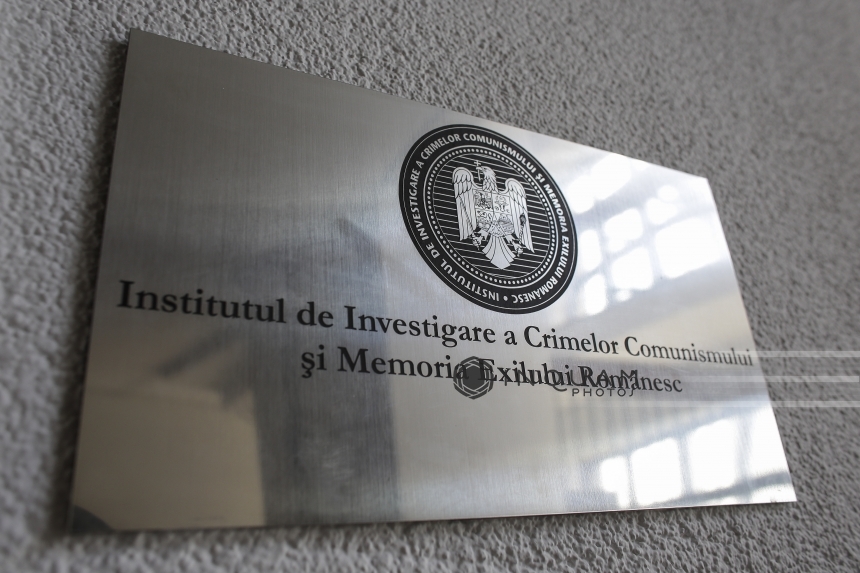 INSTITUTUL DE INVESTIGARE A CRIMELOR COMUNISMULUI ŞI MEMORIA EXILULUI ROMÂNESC •
Institutul de Investigare a Crimelor Comunismului
şi Memoria Exilului Românesc
INQUAM
PHOTOS